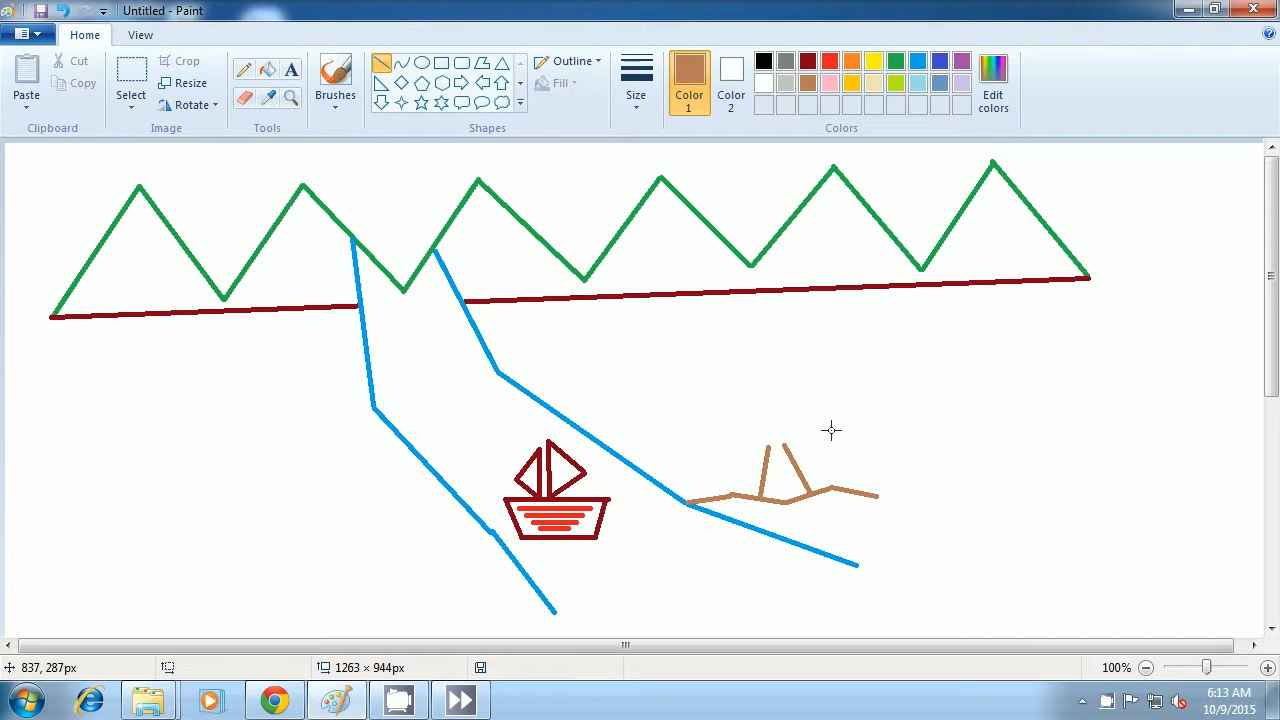 Untitled - Paint
Home View
Paste
Cut
Copy
Clipboard
Select
Crop
Resize
Rotate
Image
A
Tools
Brushes
Outline
Fill
Shapes
Size
Color 1
Color 2
Edit colors
Colors
837, 287px
1263 × 944px
100%
6:13 AM
10/9/2015